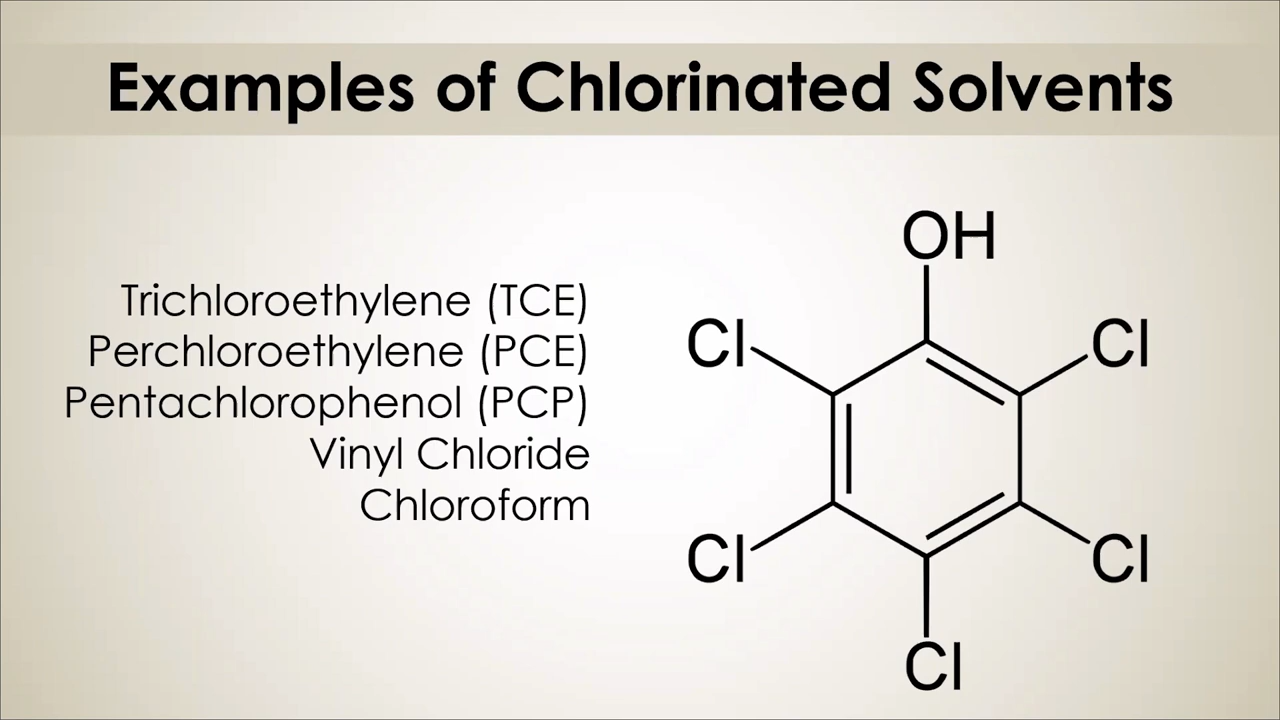 Examples of Chlorinated Solvents
Trichloroethylene (TCE)
Perchloroethylene (PCE)
Pentachlorophenol (PCP)
Vinyl Chloride
Chloroform
OH
Cl
Cl
Cl
Cl
Cl